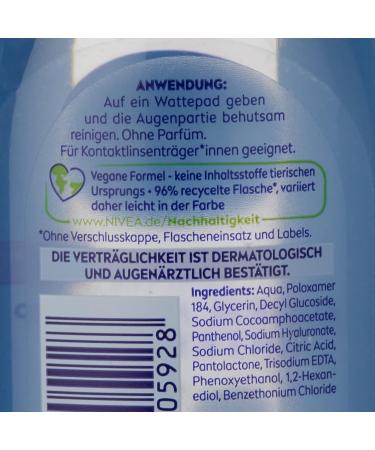 ANWENDUNG:
Auf ein Wattepad geben
und die Augenpartie behutsam
reinigen. Ohne Parfüm.
Für Kontaktlinsenträger*innen geeignet.
Vegane Formel - keine Inhaltsstoffe tierischen
Ursprungs • 96% recycelte Flasche*, variiert
daher leicht in der Farbe
www.NIVEA.de/Nachhaltigkeit
*Ohne Verschlusskappe, Flascheneinsatz und Labels.
DIE VERTRÄGLICHKEIT IST DERMATOLOGISCH
UND AUGENÄRZTLICH BESTÄTIGT.
Ingredients: Aqua, Poloxamer
184, Glycerin, Decyl Glucoside,
Sodium Cocoamphoacetate,
Panthenol, Sodium Hyaluronate,
Sodium Chloride, Citric Acid,
Pantolactone, Trisodium EDTA,
Phenoxyethanol, 1,2-Hexan-
ediol, Benzethonium Chloride
05928